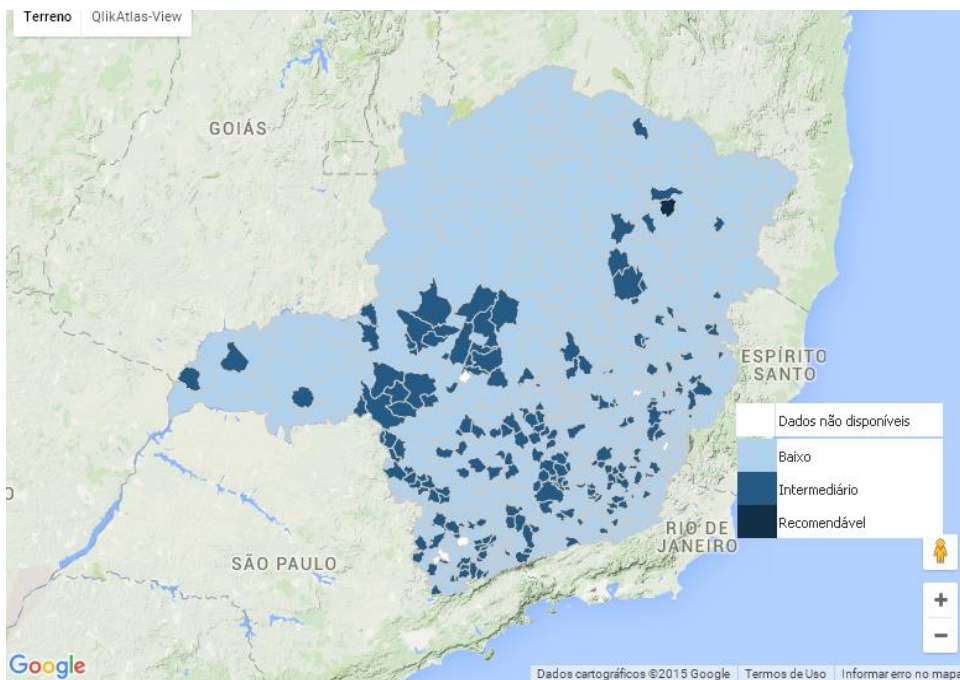 Terreno
QlikAtlas-View
GOIÁS
ESPÍRITO
SANTO
Dados não disponíveis
Baixo
Intermediário
Recomendável
RIO DE
JANEIRO
SÃO PAULO
O
+
−
Google
Dados cartográficos ©2015 Google
Termos de Uso
Informar erro no mapa